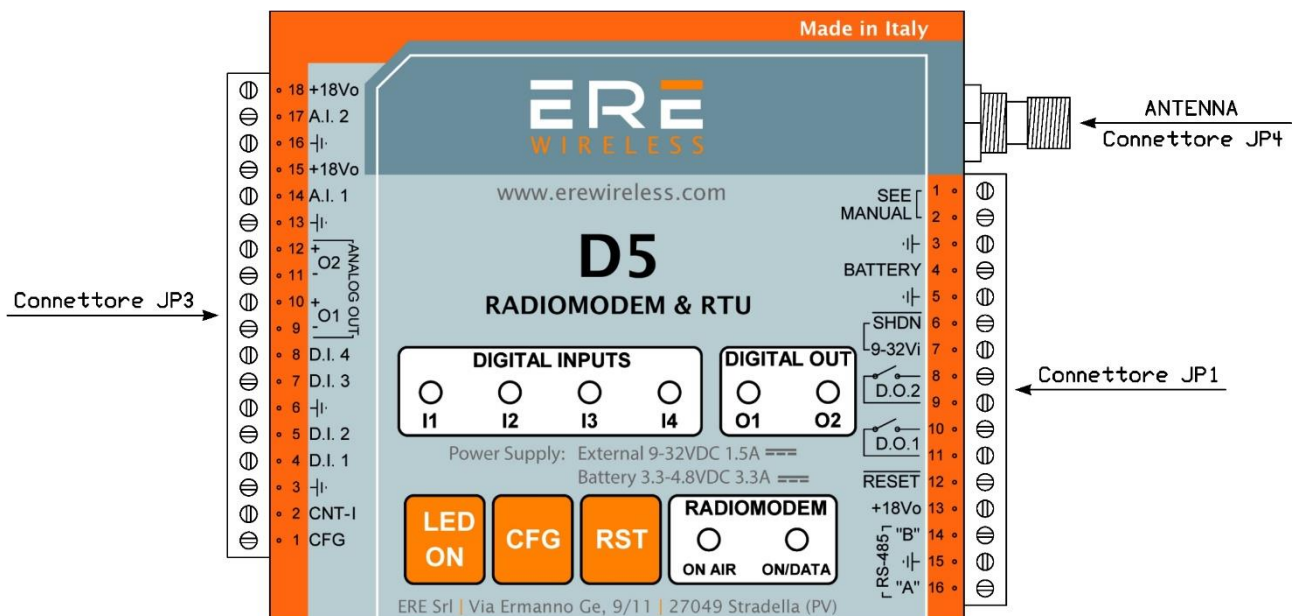 Made in Italy
ERE
WIRELESS
www.erewireless.com
D5
RADIOMODEM & RTU
DIGITAL INPUTS
I1 I2 I3 I4
DIGITAL OUT
O1 O2
Power Supply: External 9-32VDC 1.5A
Battery 3.3-4.8VDC 3.3A
LED ON
CFG
RST
RADIOMODEM
ON AIR ON/DATA
ERE Srl | Via Ermanno Ge, 9/11 | 27049 Stradella (PV)
Connettore JP3
18 +18Vo
17 A.I. 2
16
15 +18Vo
14 A.I. 1
13
12 +
O2
11 -
10 +
O1
9 -
ANALOG OUT
8 D.I. 4
7 D.I. 3
6
5 D.I. 2
4 D.I. 1
3
2 CNT-I
1 CFG
ANTENNA
Connettore JP4
SEE MANUAL
1
2
3
BATTERY 4
5
SHDN 6
9-32Vi 7
8
D.O.2
9
10
D.O.1
11
RESET 12
+18Vo 13
RS-485
"B" 14
15
"A" 16
Connettore JP1